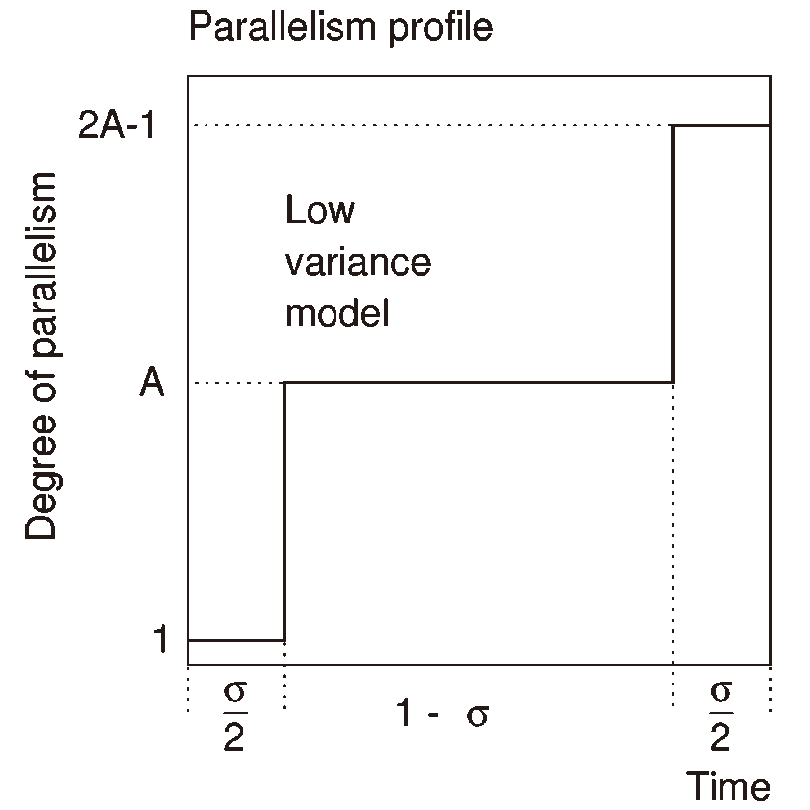 Parallelism profile
2A-1
Low
variance
model
Degree of parallelism
A
1
σ
2
1 - σ
σ
2
Time